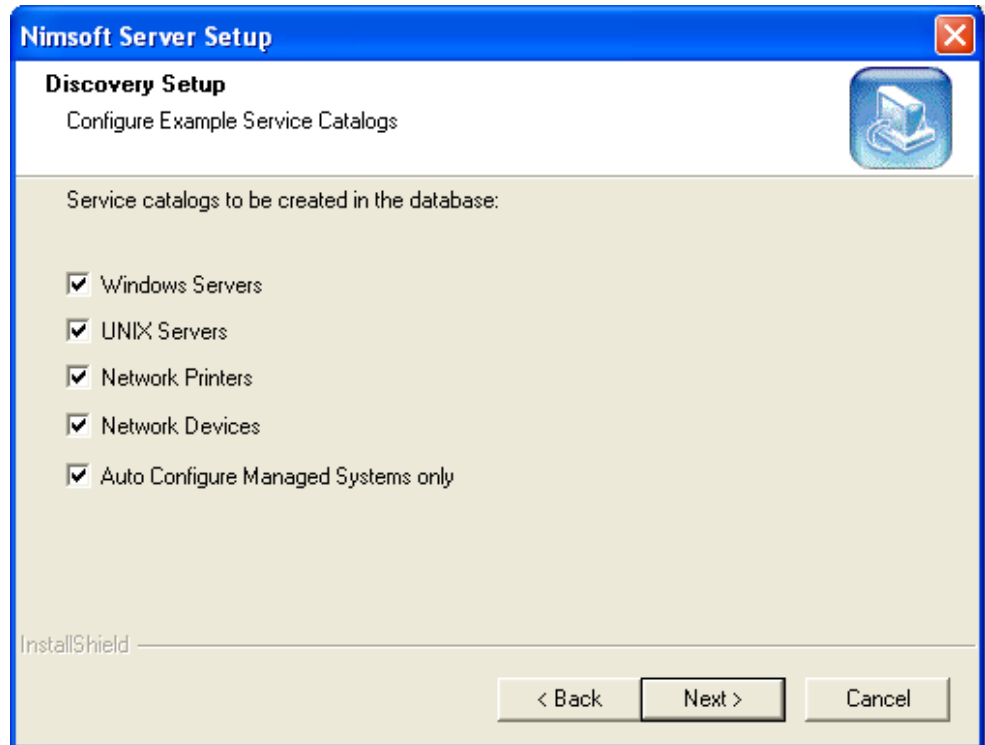 Nimsoft Server Setup
Discovery Setup
Configure Example Service Catalogs
Service catalogs to be created in the database:
Windows Servers
UNIX Servers
Network Printers
Network Devices
Auto Configure Managed Systems only
InstallShield
< Back Next > Cancel